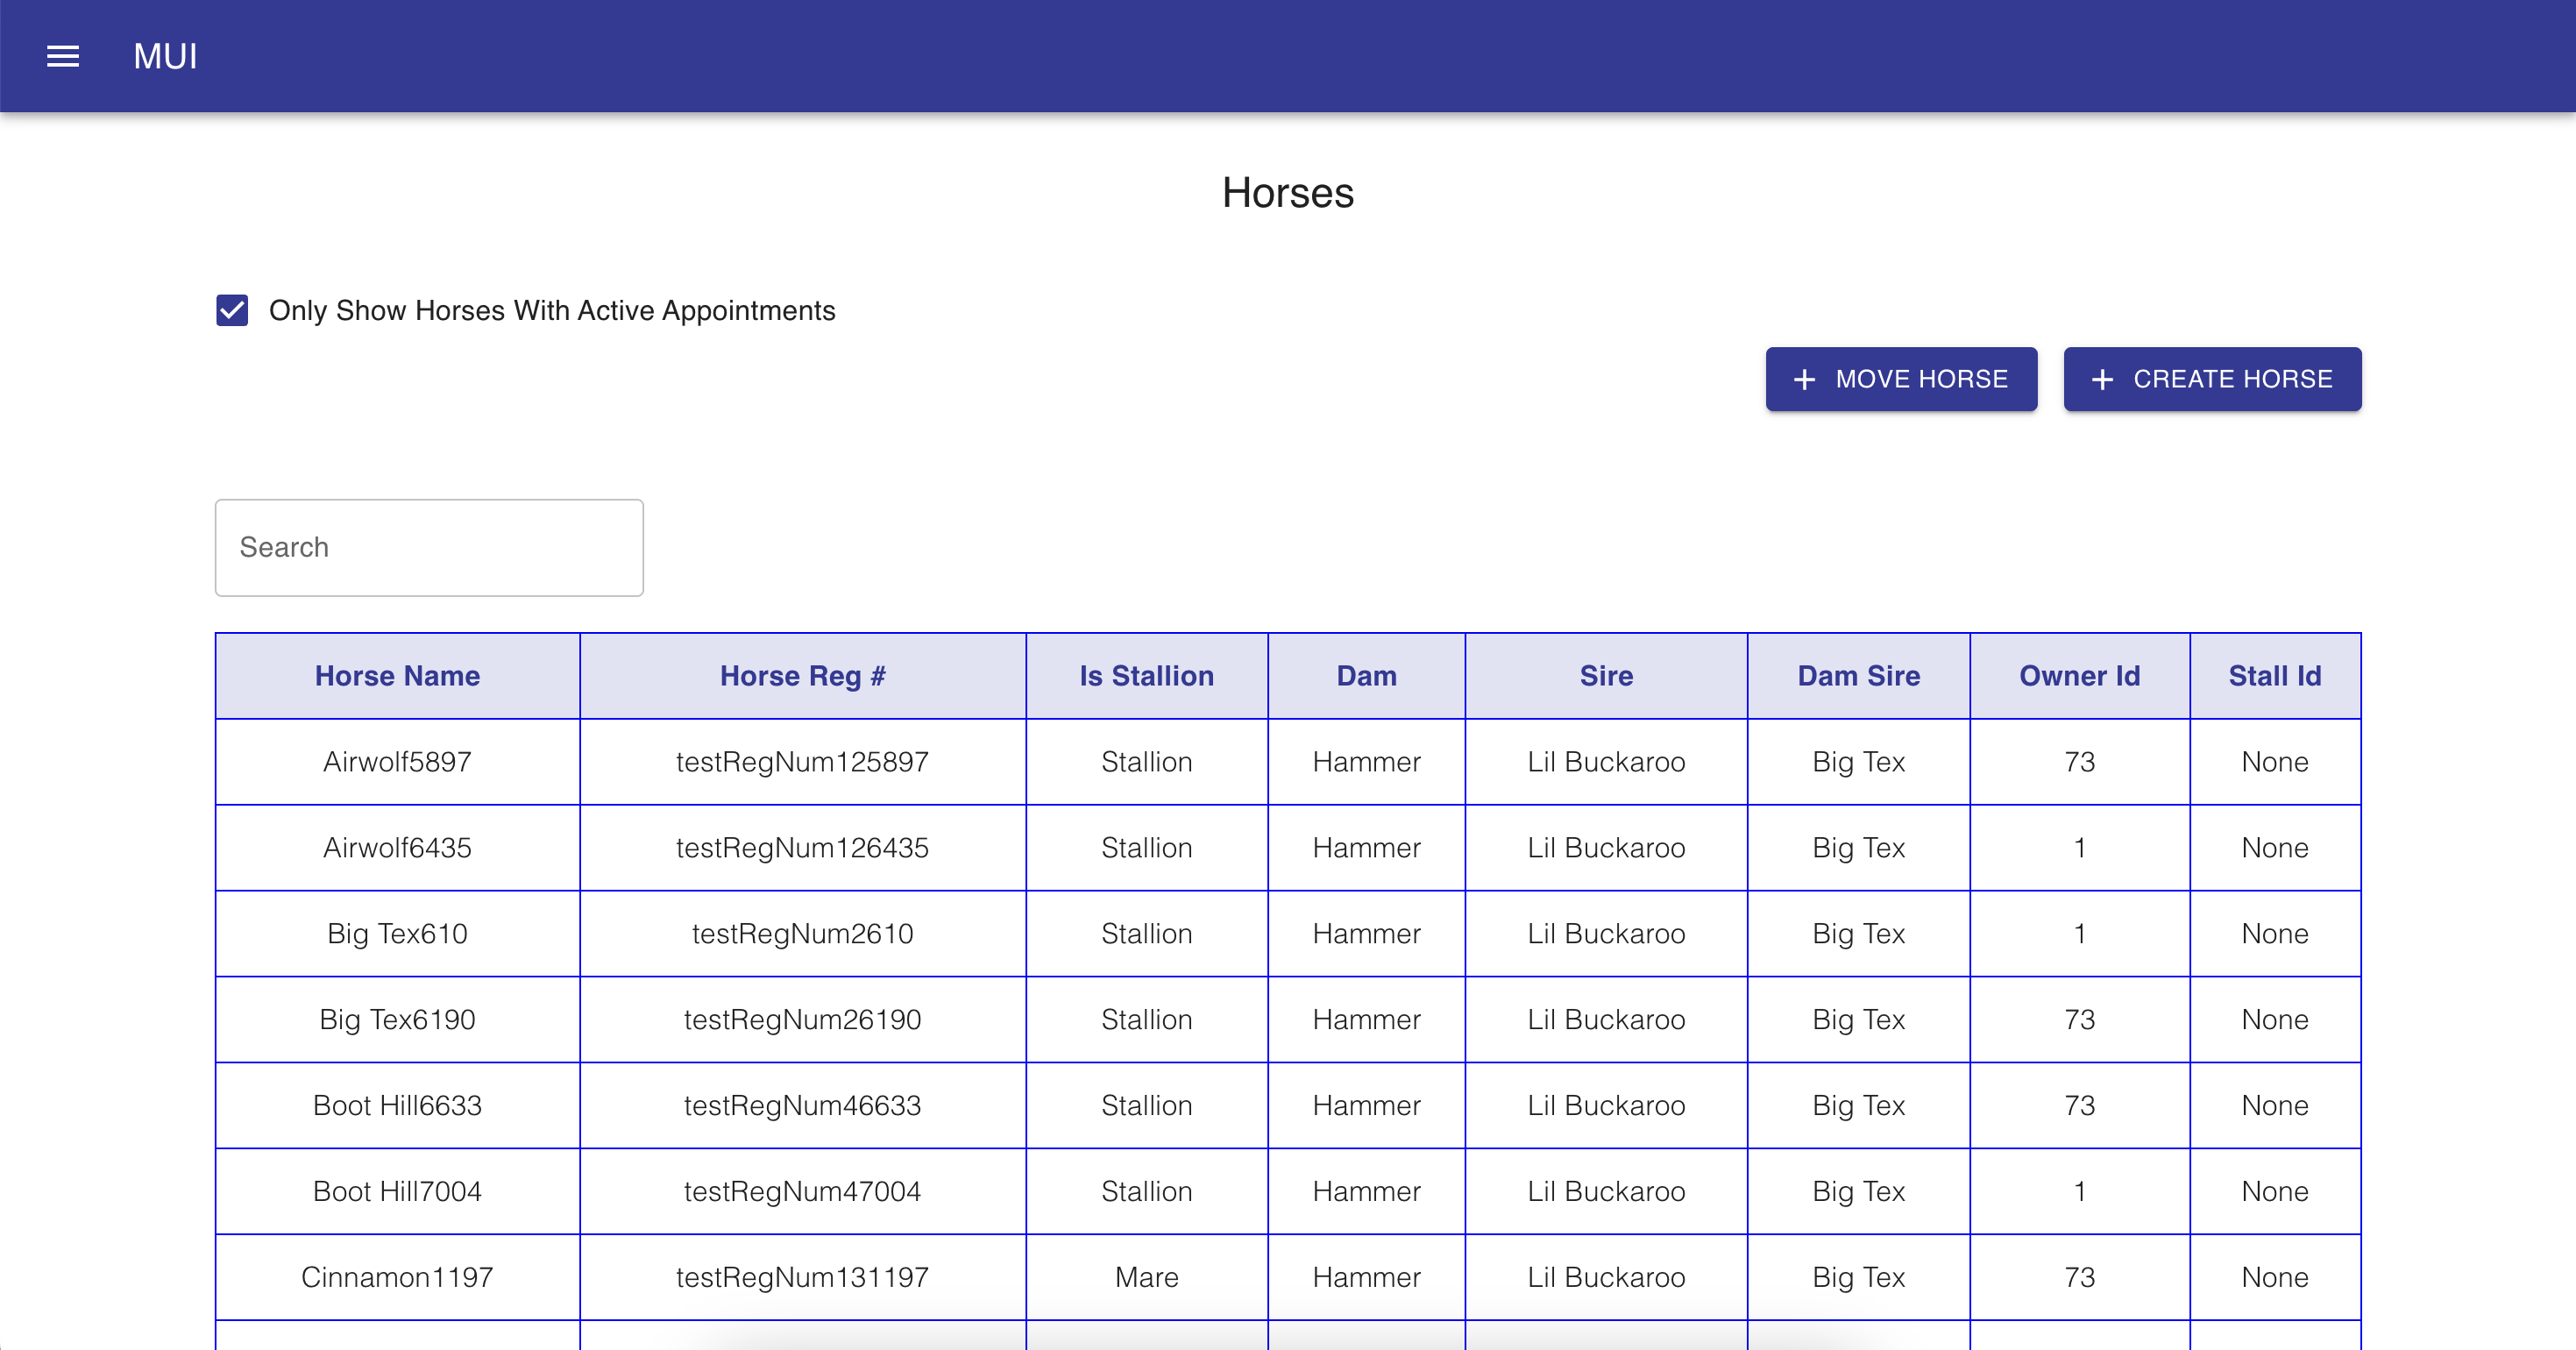 MUI
Horses
Only Show Horses With Active Appointments
+ MOVE HORSE + CREATE HORSE
Search
Horse Name Horse Reg # Is Stallion Dam Sire Dam Sire Owner Id Stall Id
Airwolf5897 testRegNum125897 Stallion Hammer Lil Buckaroo Big Tex 73 None
Airwolf6435 testRegNum126435 Stallion Hammer Lil Buckaroo Big Tex 1 None
Big Tex610 testRegNum2610 Stallion Hammer Lil Buckaroo Big Tex 1 None
Big Tex6190 testRegNum26190 Stallion Hammer Lil Buckaroo Big Tex 73 None
Boot Hill6633 testRegNum46633 Stallion Hammer Lil Buckaroo Big Tex 73 None
Boot Hill7004 testRegNum47004 Stallion Hammer Lil Buckaroo Big Tex 1 None
Cinnamon1197 testRegNum131197 Mare Hammer Lil Buckaroo Big Tex 73 None